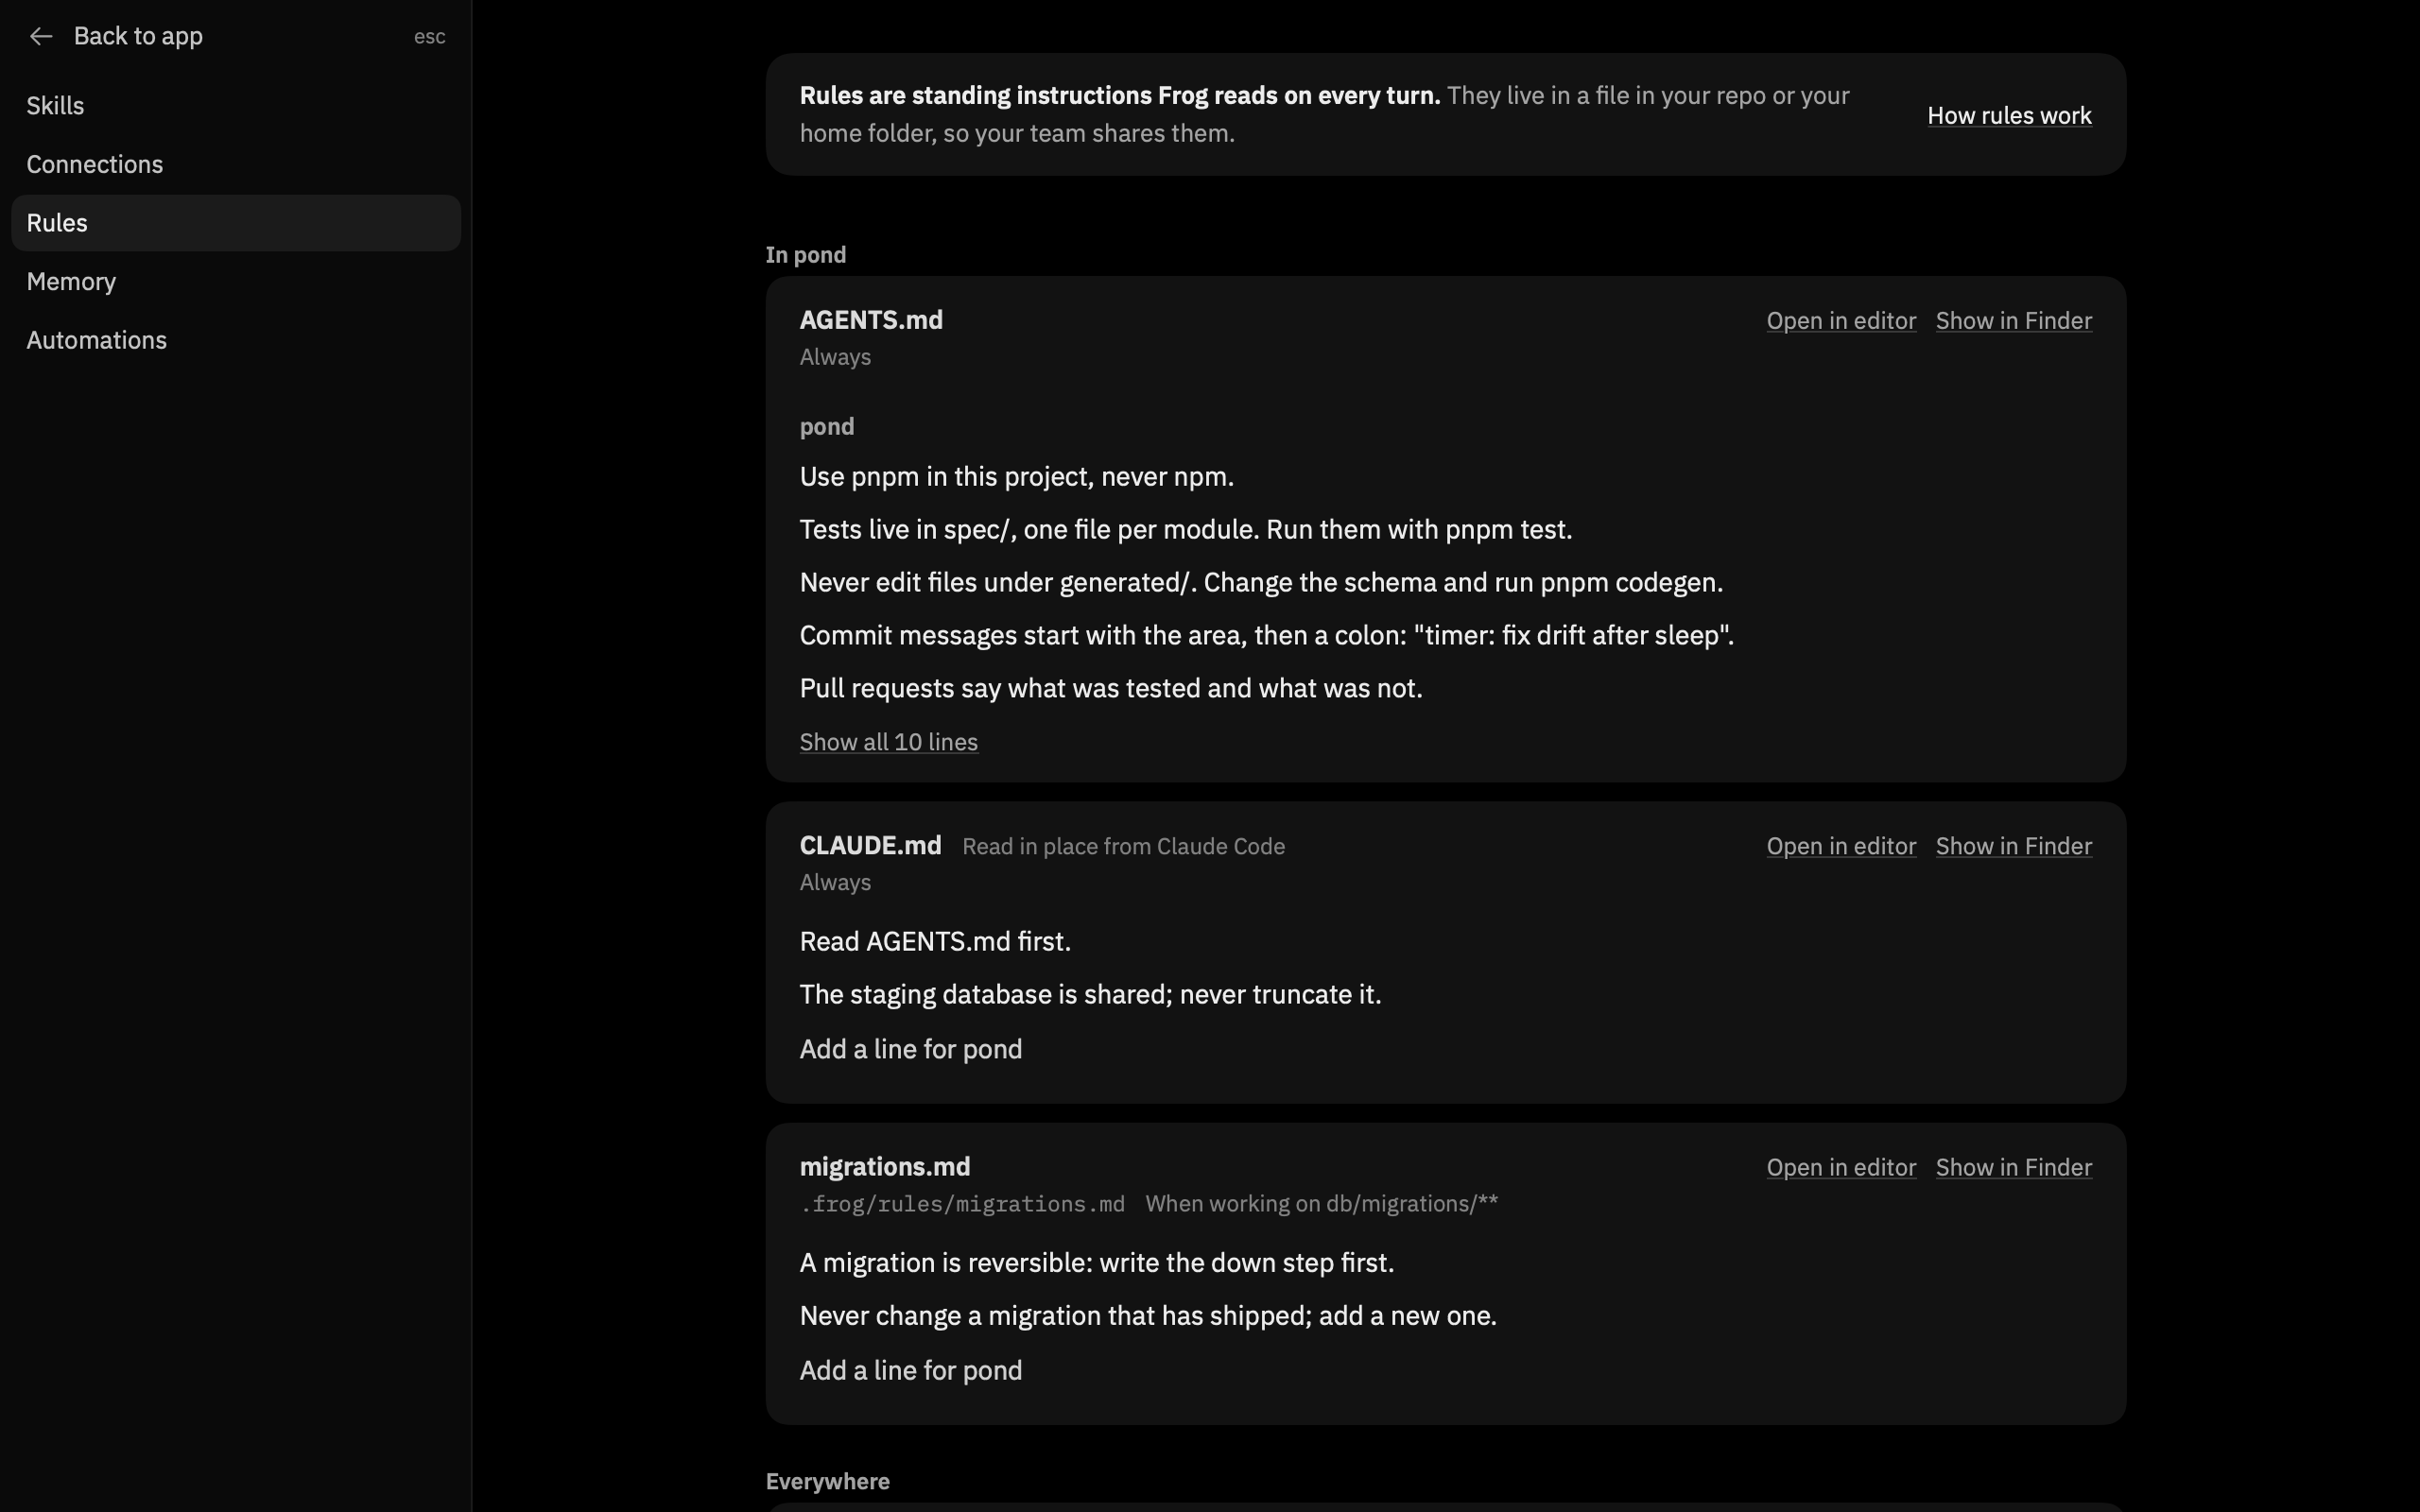 Back to app esc
Skills
Connections
Rules
Memory
Automations
Rules are standing instructions Frog reads on every turn. They live in a file in your repo or your
home folder, so your team shares them.
How rules work
In pond
AGENTS.md Open in editor Show in Finder
Always
pond
Use pnpm in this project, never npm.
Tests live in spec/, one file per module. Run them with pnpm test.
Never edit files under generated/. Change the schema and run pnpm codegen.
Commit messages start with the area, then a colon: "timer: fix drift after sleep".
Pull requests say what was tested and what was not.
Show all 10 lines
CLAUDE.md Read in place from Claude Code Open in editor Show in Finder
Always
Read AGENTS.md first.
The staging database is shared; never truncate it.
Add a line for pond
migrations.md Open in editor Show in Finder
.frog/rules/migrations.md When working on db/migrations/**
A migration is reversible: write the down step first.
Never change a migration that has shipped; add a new one.
Add a line for pond
Everywhere